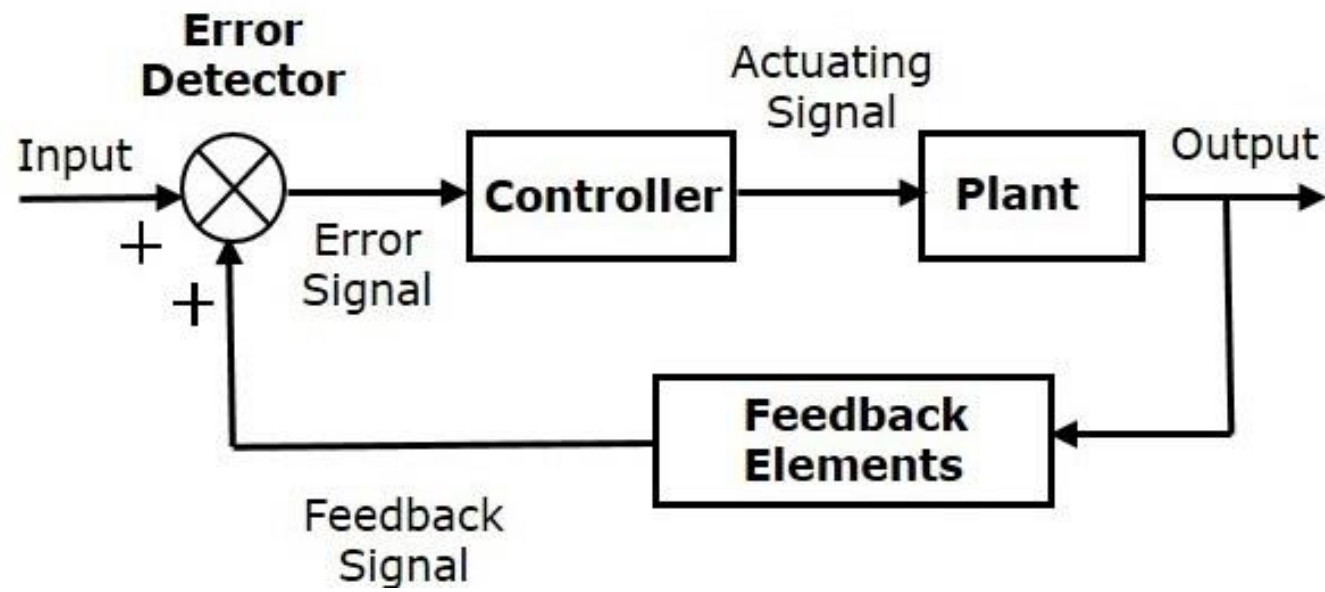 Error
Detector
Actuating
Signal
Input
Controller
Plant
Output
+
Error
Signal
+
Feedback
Elements
Feedback
Signal